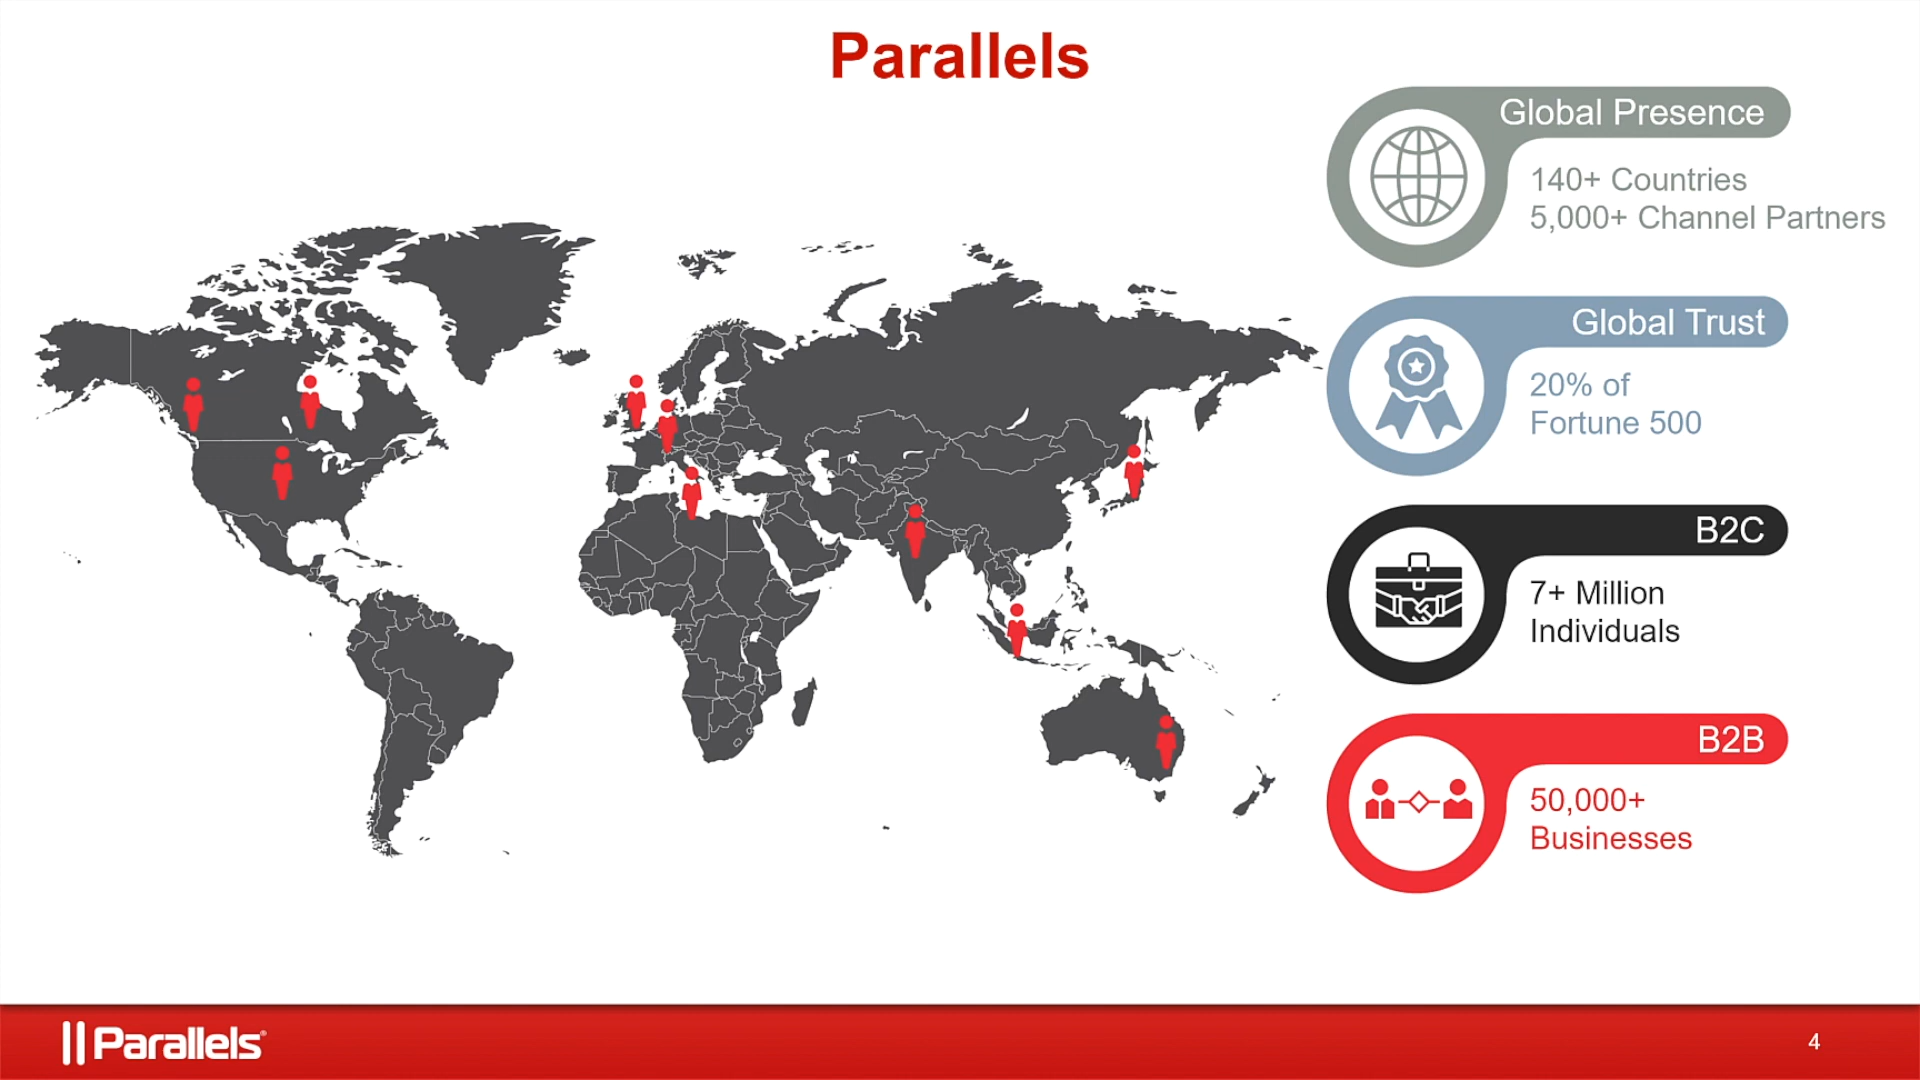 Parallels
Global Presence
140+ Countries
5,000+ Channel Partners
Global Trust
20% of
Fortune 500
B2C
7+ Million
Individuals
B2B
50,000+
Businesses
Parallels®
4